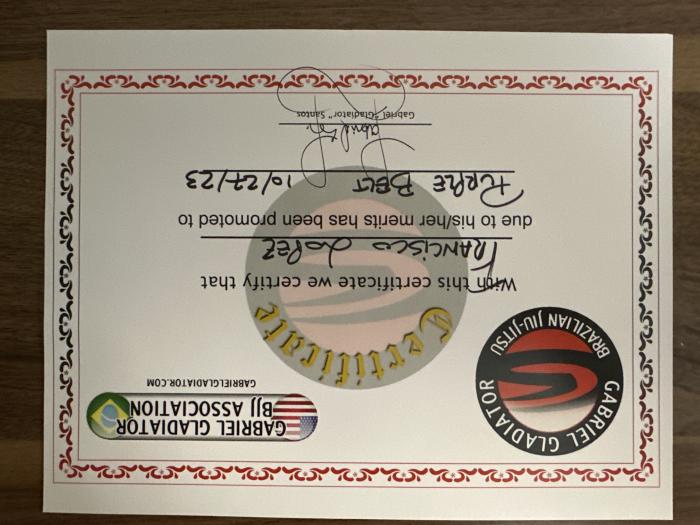 GABRIEL GLADIATOR
BRAZILIAN JIU-JITSU
GABRIEL GLADIATOR
BJJ ASSOCIATION
GABRIELGLADIATOR.COM
Certificate
With this certificate we certify that
FRANCISCO LOPEZ
due to his/her merits has been promoted to
PURPLE BELT 10/27/23
Gabriel "Gladiator" Santos